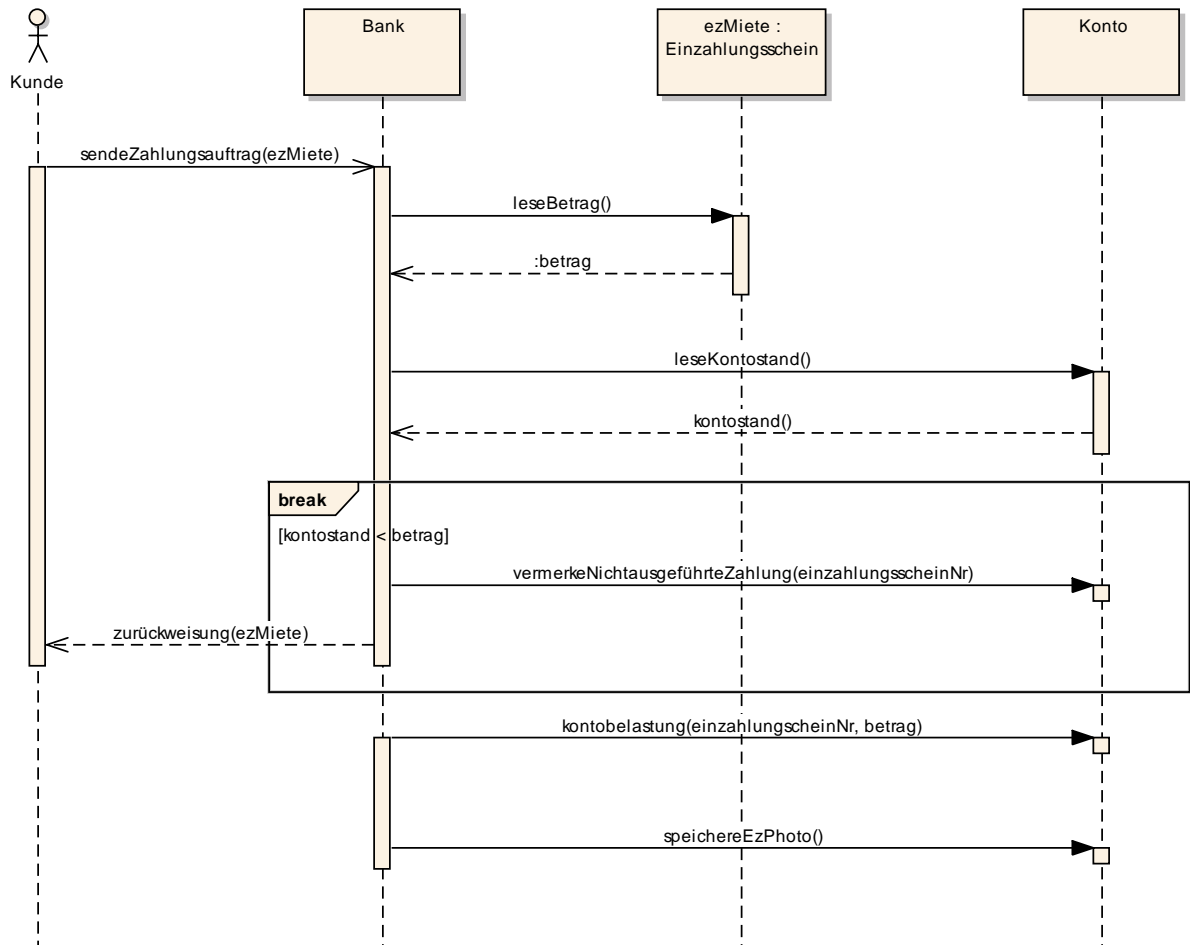 Kunde
Bank
ezMiete :
Einzahlungsschein
Konto
sendeZahlungsauftrag(ezMiete)
leseBetrag()
:betrag
leseKontostand()
kontostand()
break
[kontostand < betrag]
vermerkeNichtausgeführteZahlung(einzahlungsscheinNr)
zurückweisung(ezMiete)
kontobelastung(einzahlungscheinNr, betrag)
speichereEzPhoto()